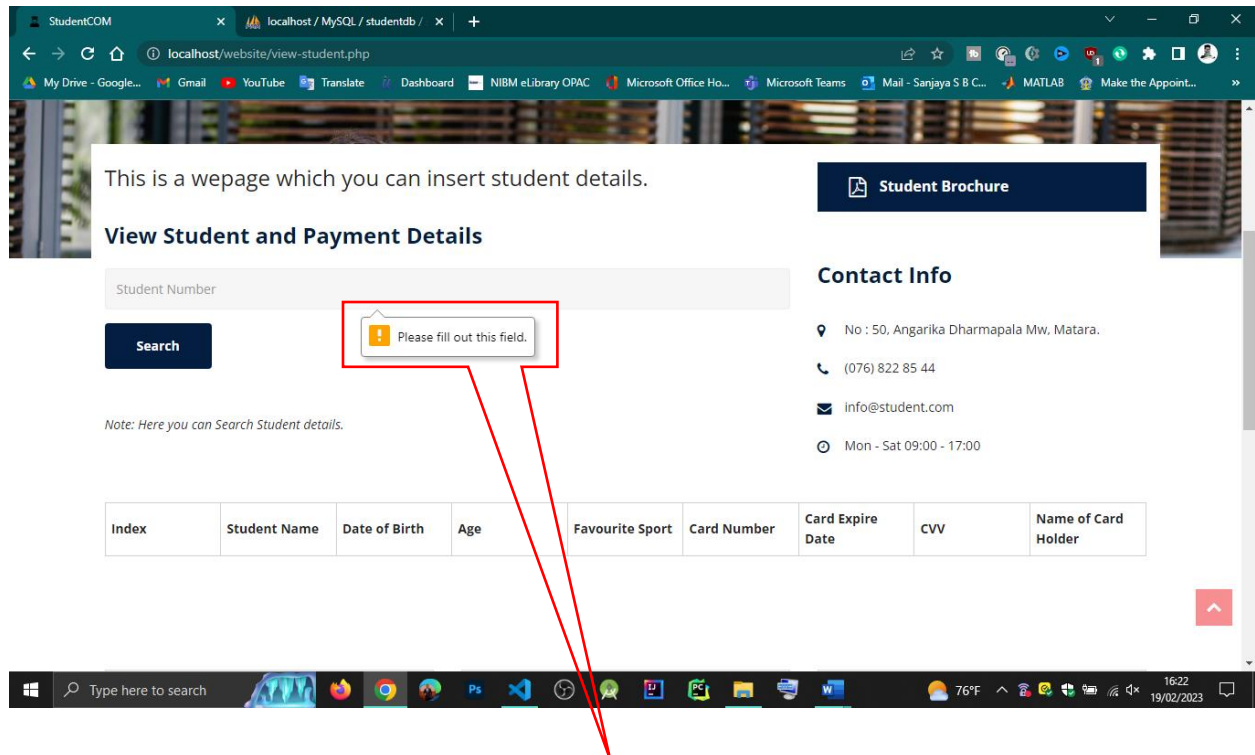 StudentCOM
localhost / MySQL / studentdb /
localhost/website/view-student.php
My Drive - Google... Gmail YouTube Translate Dashboard NIBM eLibrary OPAC Microsoft Office Ho... Microsoft Teams Mail - Sanjaya S B C... MATLAB Make the Appoint... »
This is a wepage which you can insert student details.
Student Brochure
View Student and Payment Details
Student Number
Please fill out this field.
Search
Note: Here you can Search Student details.
Contact Info
No : 50, Angarika Dharmapala Mw, Matara.
(076) 822 85 44
info@student.com
Mon - Sat 09:00 - 17:00
Index Student Name Date of Birth Age Favourite Sport Card Number Card Expire CVV Name of Card
Date Holder
Type here to search
76°F
16:22
19/02/2023